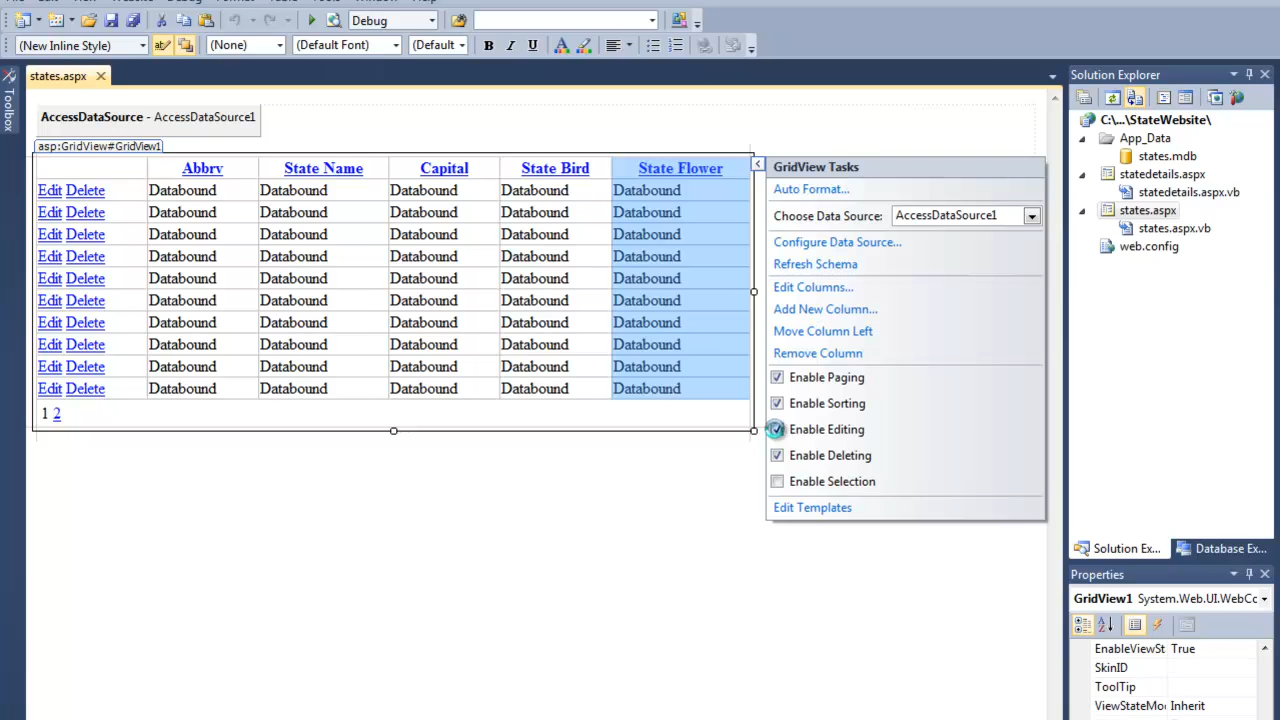 Debug
(New Inline Style) (None) (Default Font) (Default B I U A
states.aspx
Toolbox
AccessDataSource - AccessDataSource1
asp:GridView#GridView1
Abbrv State Name Capital State Bird State Flower
Edit Delete Databound Databound Databound Databound Databound
Edit Delete Databound Databound Databound Databound Databound
Edit Delete Databound Databound Databound Databound Databound
Edit Delete Databound Databound Databound Databound Databound
Edit Delete Databound Databound Databound Databound Databound
Edit Delete Databound Databound Databound Databound Databound
Edit Delete Databound Databound Databound Databound Databound
Edit Delete Databound Databound Databound Databound Databound
Edit Delete Databound Databound Databound Databound Databound
Edit Delete Databound Databound Databound Databound Databound
1 2
GridView Tasks
Auto Format...
Choose Data Source: AccessDataSource1
Configure Data Source...
Refresh Schema
Edit Columns...
Add New Column...
Move Column Left
Remove Column
Enable Paging
Enable Sorting
Enable Editing
Enable Deleting
Enable Selection
Edit Templates
Solution Explorer
C:\...\StateWebsite\
App_Data
states.mdb
statedetails.aspx
statedetails.aspx.vb
states.aspx
states.aspx.vb
web.config
Solution Ex... Database Ex...
Properties
GridView1 System.Web.UI.WebCc
EnableViewSt True
SkinID
ToolTip
ViewStateMo Inherit